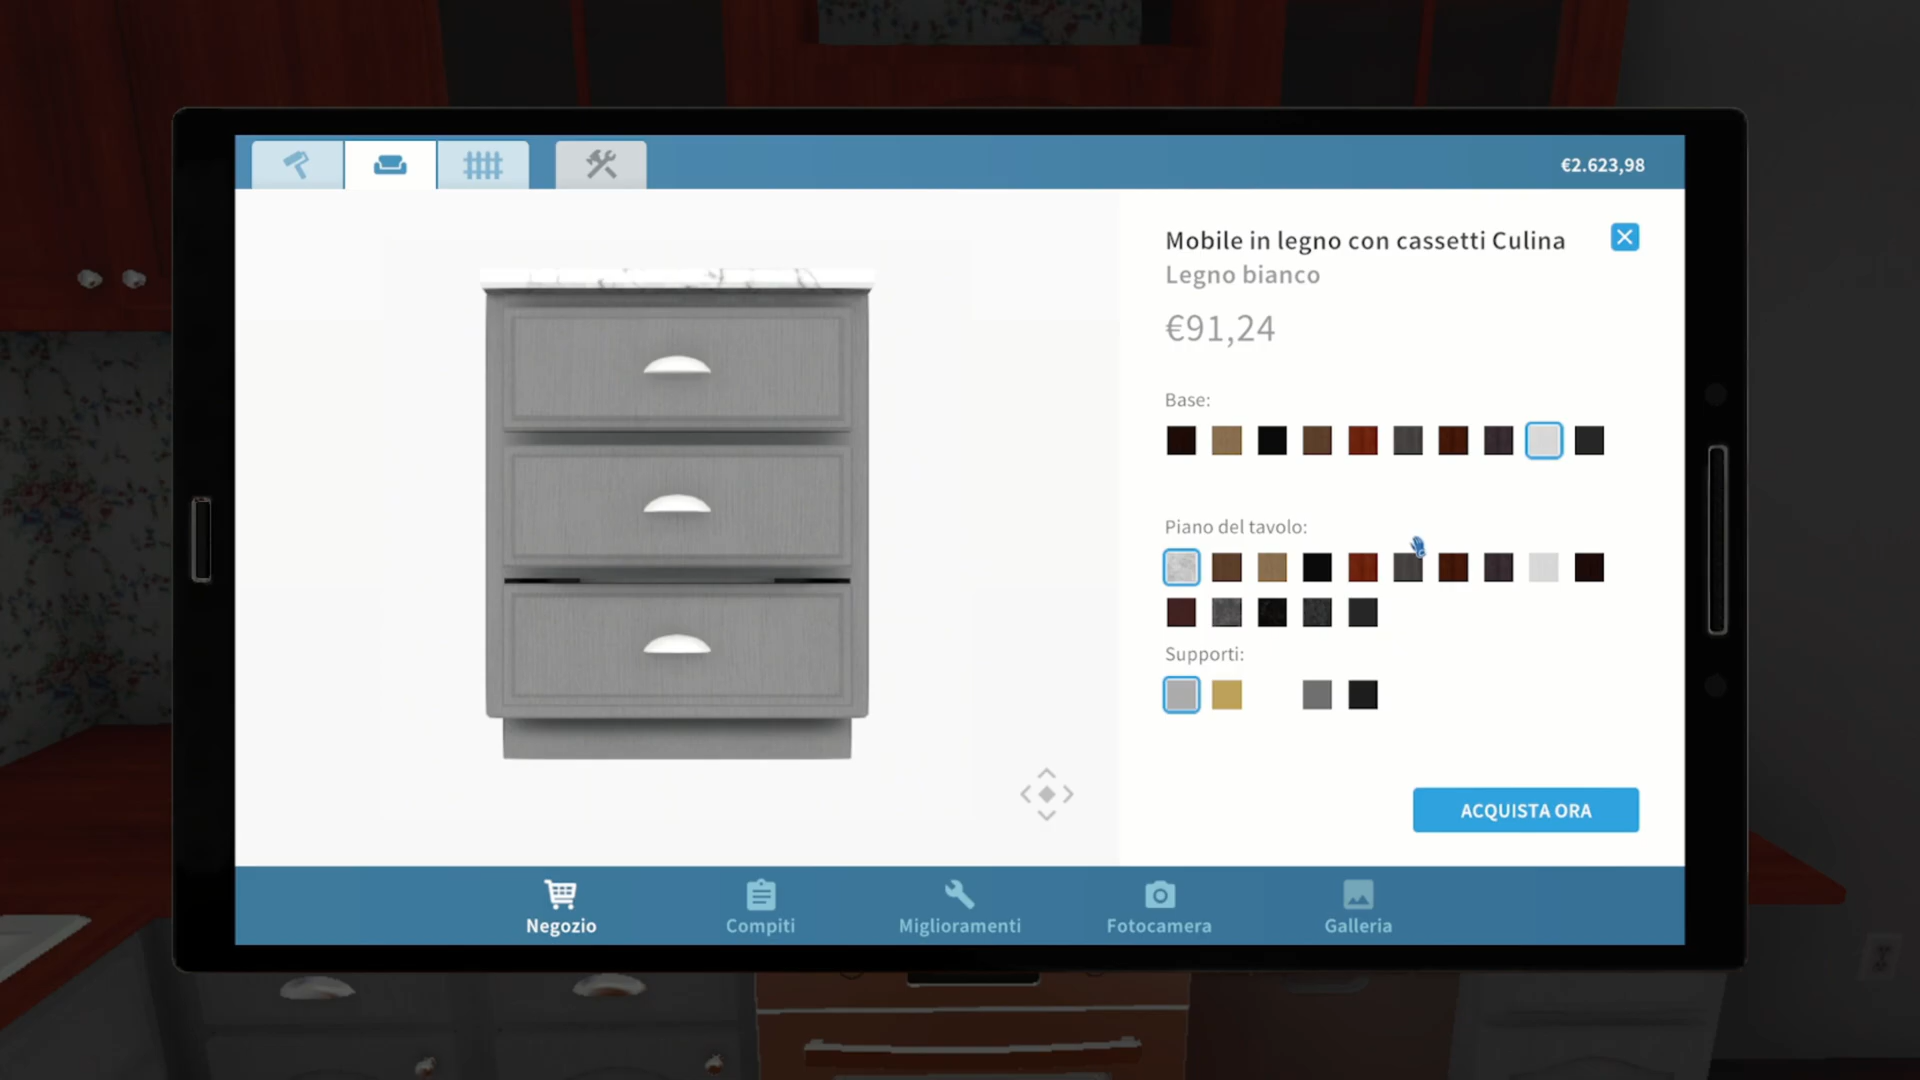 €2.623,98
Mobile in legno con cassetti Culina
Legno bianco
€91,24
Base:
Piano del tavolo:
Supporti:
ACQUISTA ORA
Negozio
Compiti
Miglioramenti
Fotocamera
Galleria